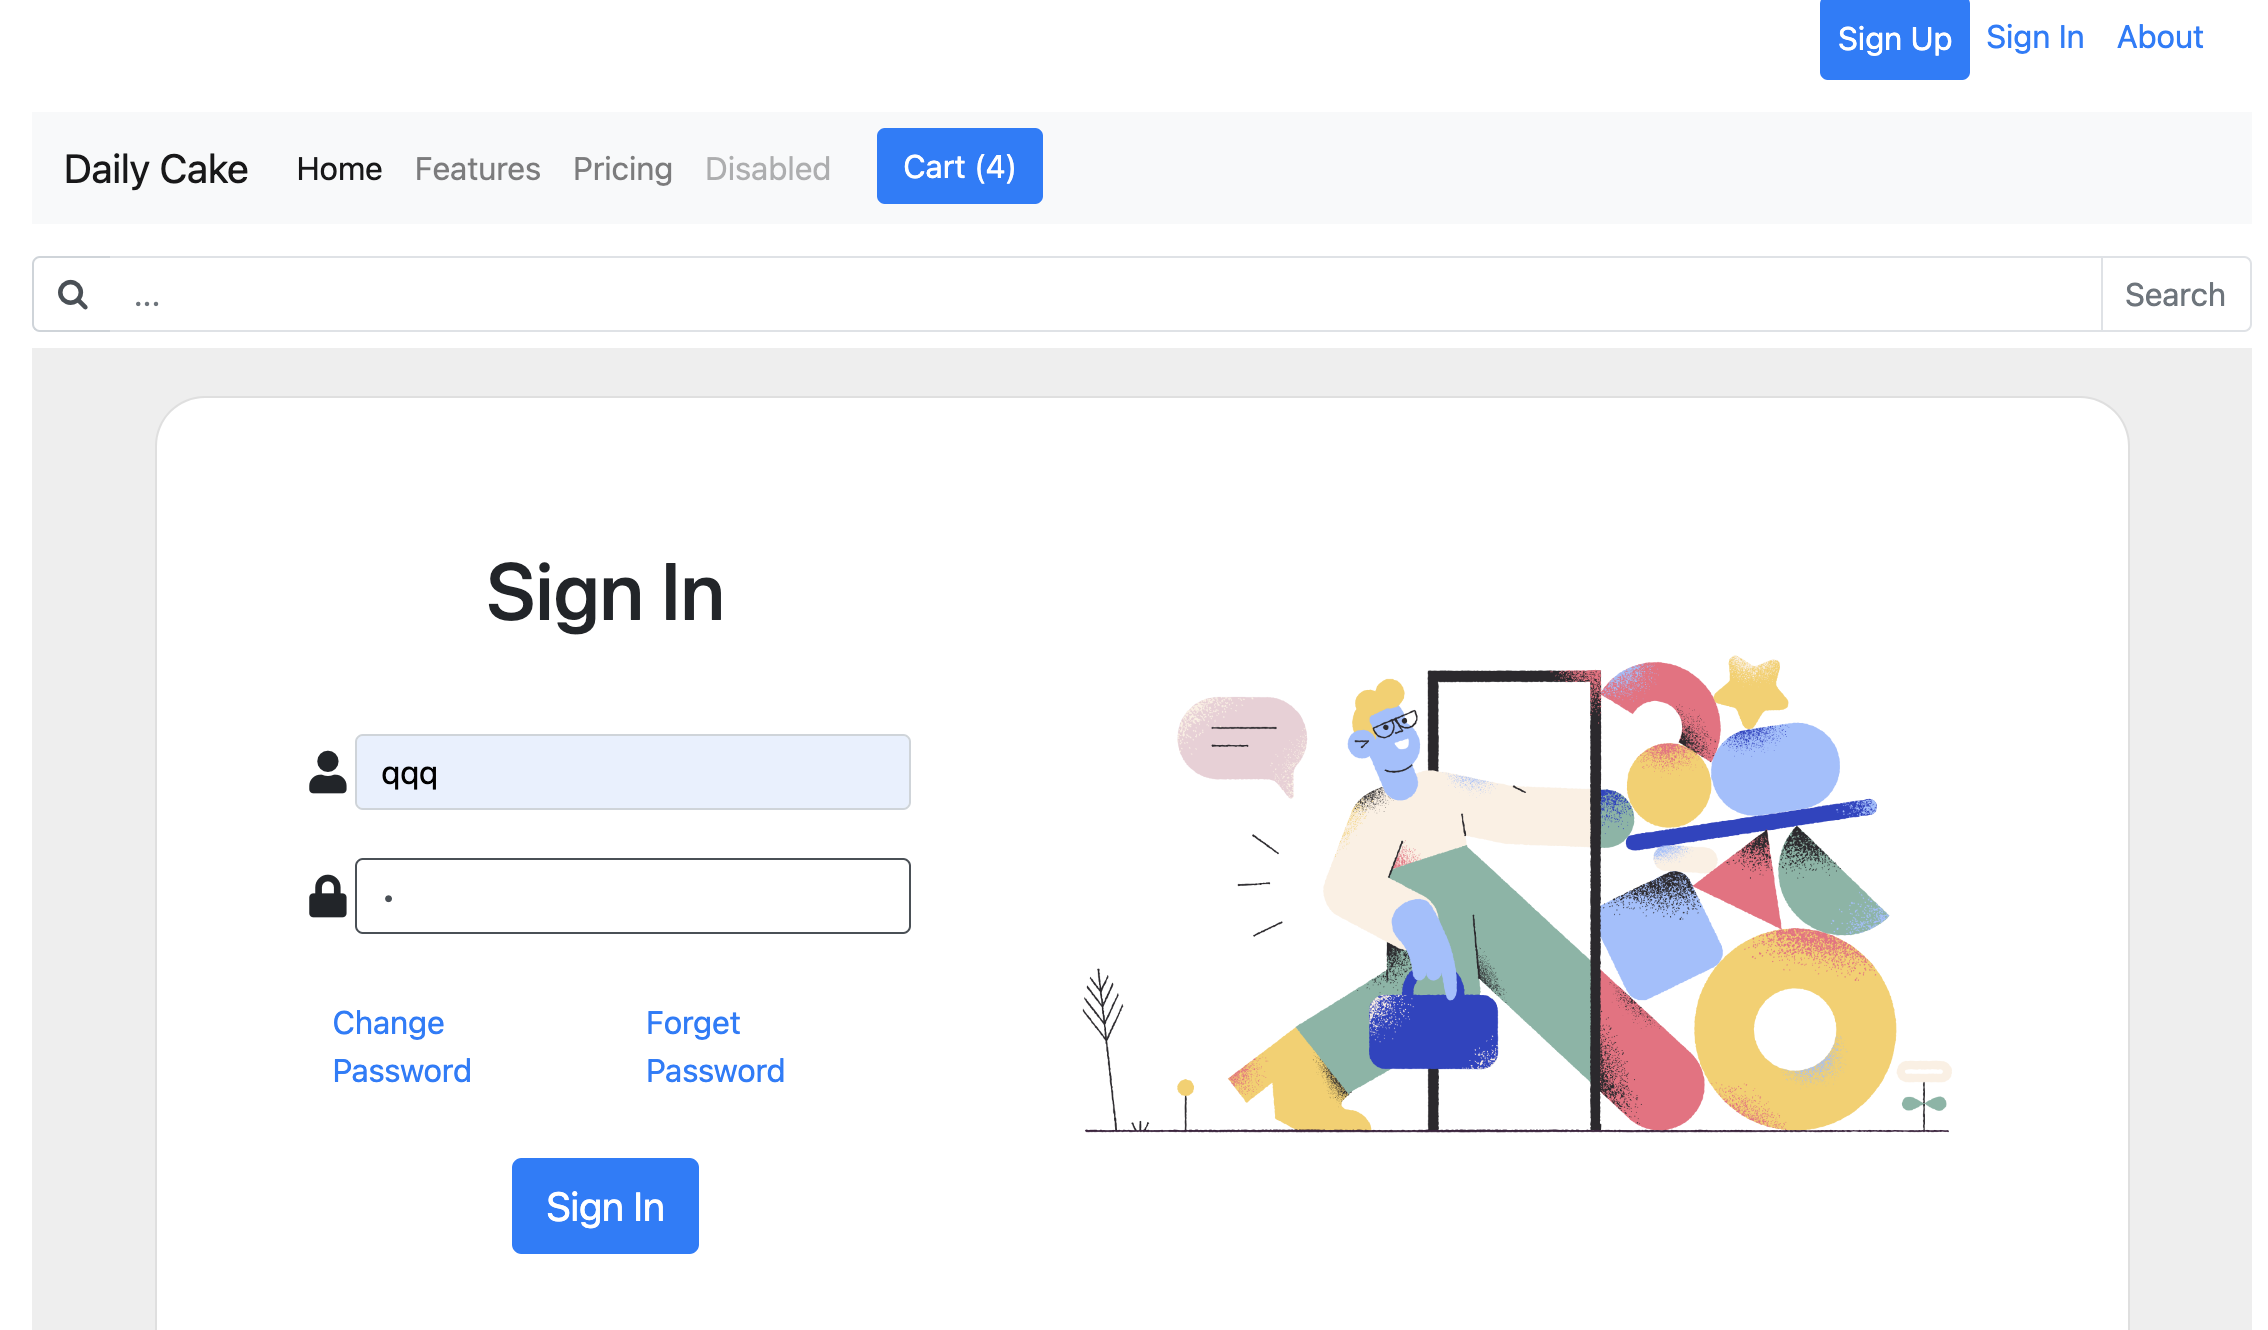 Sign Up Sign In About
Daily Cake Home Features Pricing Disabled Cart (4)
... Search
Sign In
qqq
•
Change Password
Forget Password
Sign In